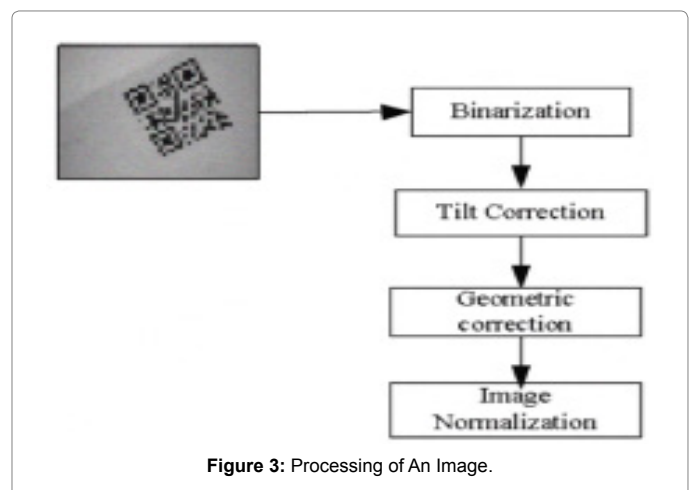 Binarization
Tilt Correction
Geometric
correction
Image
Normalization
Figure 3: Processing of An Image.